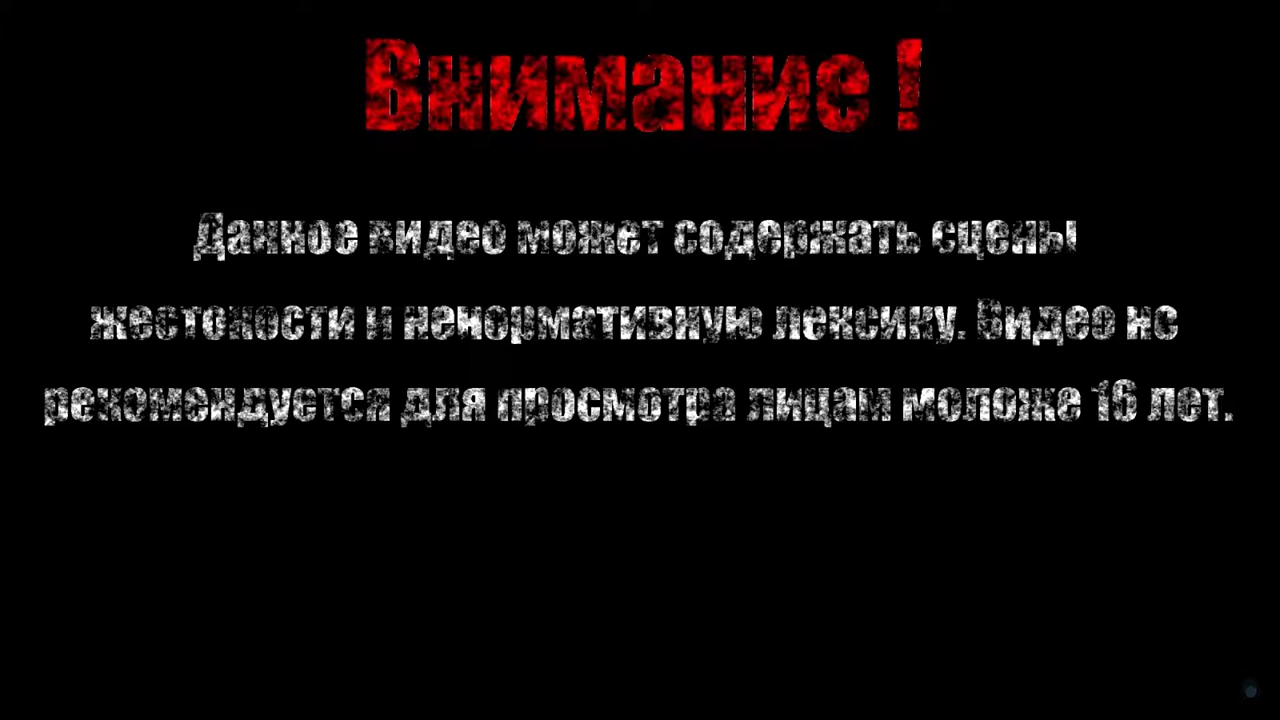 Внимание !
Данное видео может содержать сцены
жестокости и ненормативную лексику. Видео не
рекомендуется для просмотра лицам моложе 16 лет.